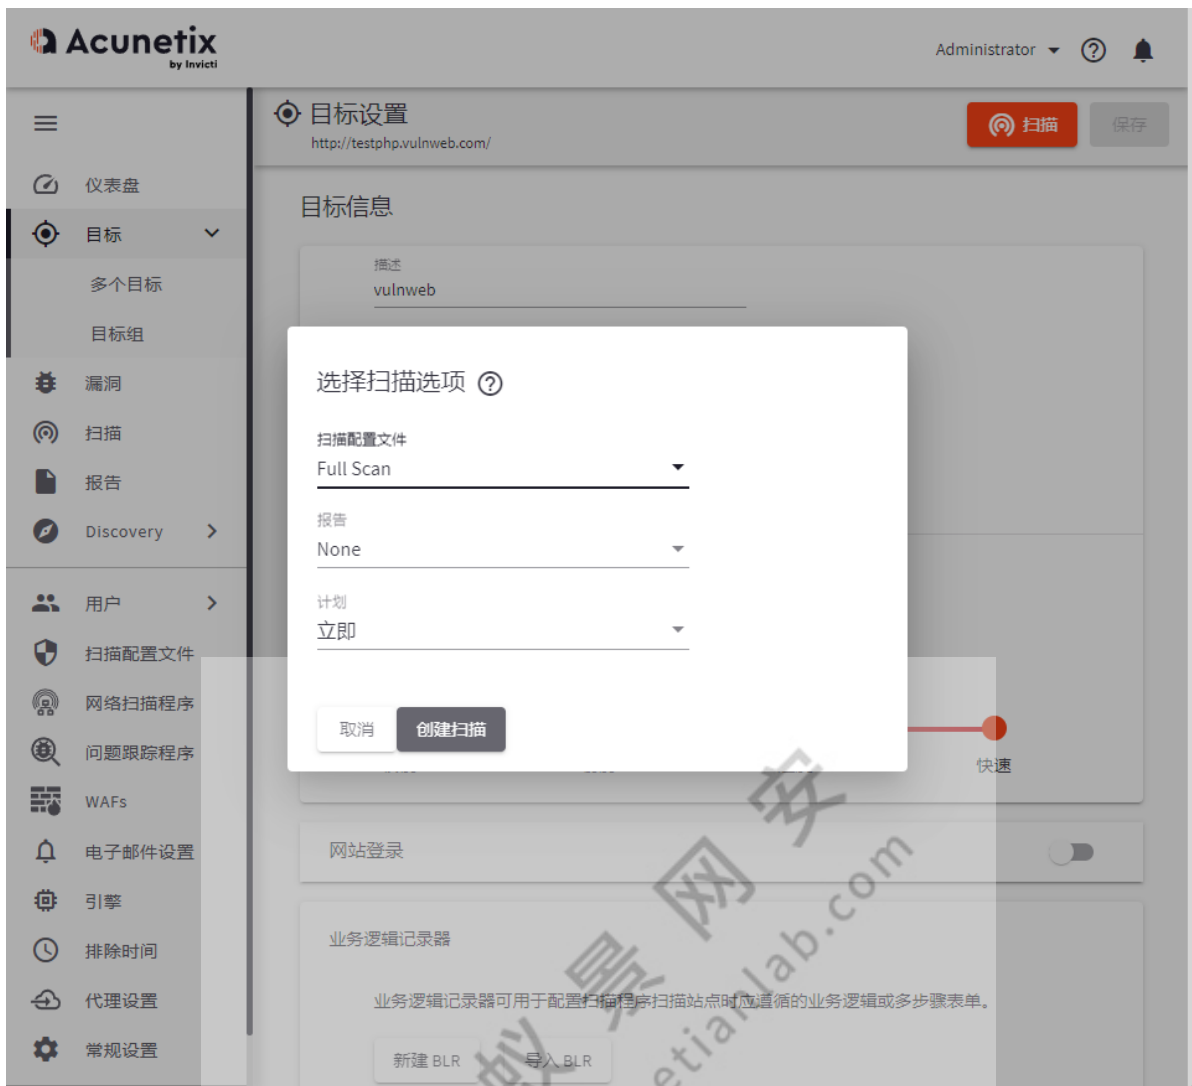 Acunetix
by Invicti
Administrator
目标设置
http://testphp.vulnweb.com/
扫描
保存
仪表盘
目标
多个目标
目标组
漏洞
扫描
报告
Discovery
用户
扫描配置文件
网络扫描程序
问题跟踪程序
WAFs
电子邮件设置
引擎
排除时间
代理设置
常规设置
目标信息
描述
vulnweb
选择扫描选项
扫描配置文件
Full Scan
报告
None
计划
立即
取消
创建扫描
快速
网站登录
业务逻辑记录器
业务逻辑记录器可用于配置扫描程序扫描站点时应遵循的业务逻辑或多步骤表单。
新建 BLR
导入 BLR
蚁景网安
etianlab.com